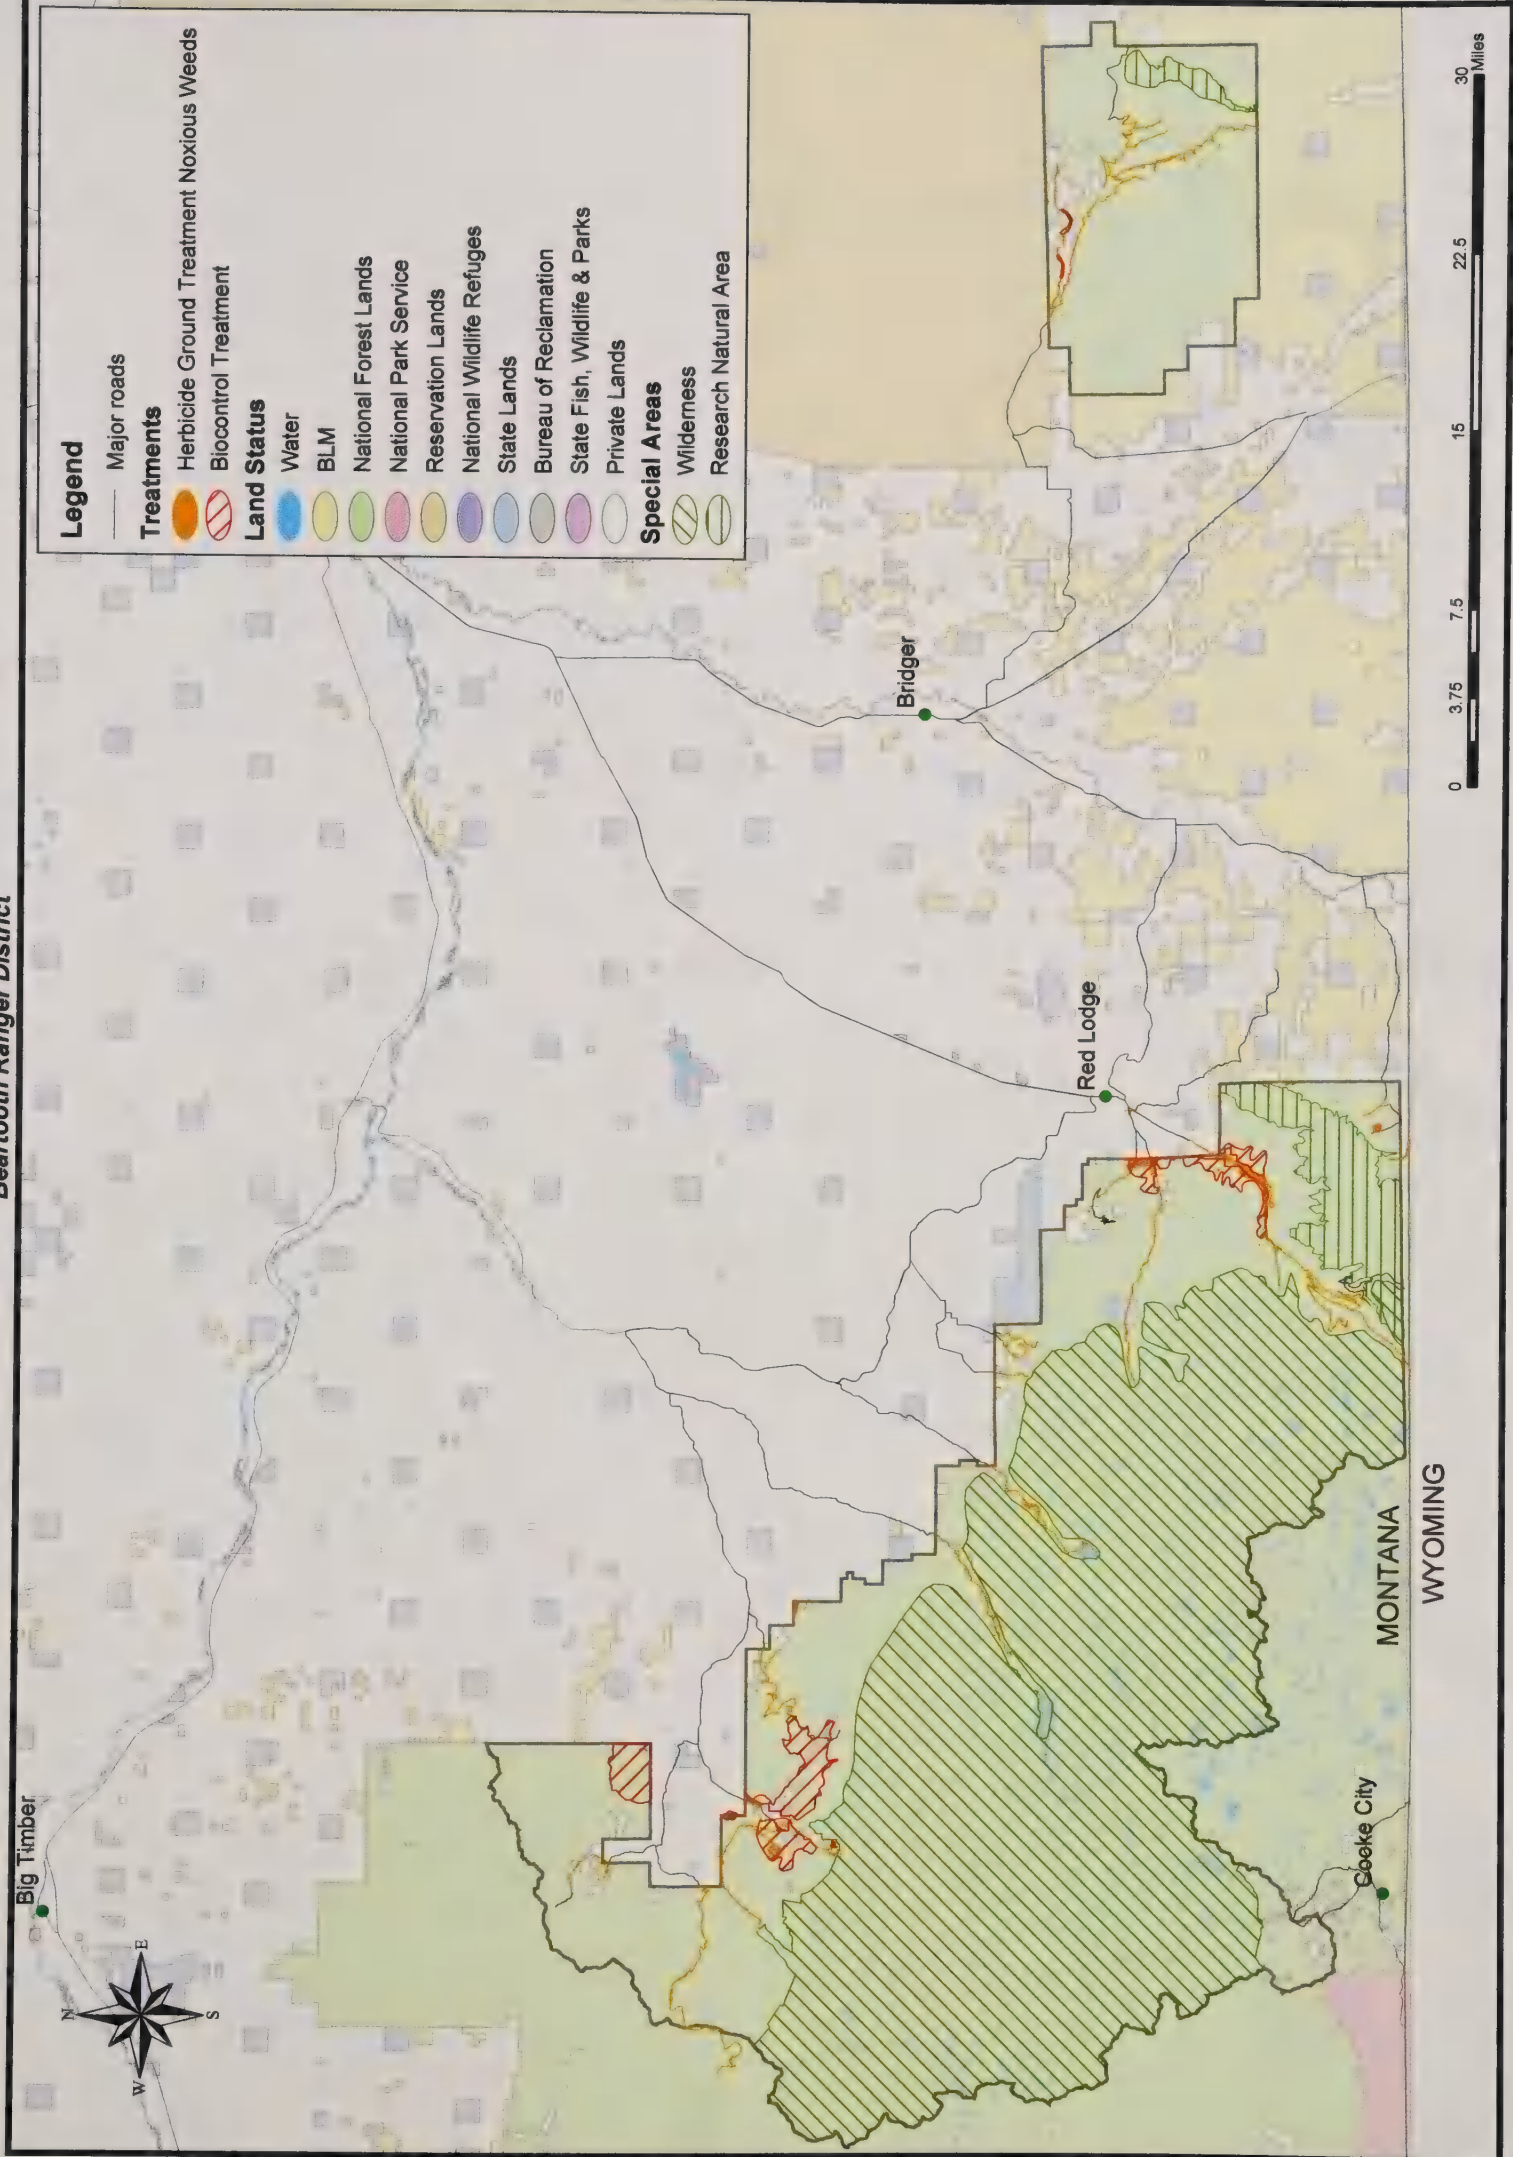 Beartooth Ranger District
Legend
Major roads
Treatments
Herbicide Ground Treatment Noxious Weeds
Biocontrol Treatment
Land Status
Water
BLM
National Forest Lands
National Park Service
Reservation Lands
National Wildlife Refuges
State Lands
Bureau of Reclamation
State Fish, Wildlife & Parks
Private Lands
Special Areas
Wilderness
Research Natural Area
Big Timber
N
W
E
S
Bridger
Red Lodge
Cooke City
MONTANA
WYOMING
0 3.75 7.5 15 22.5 30
Miles